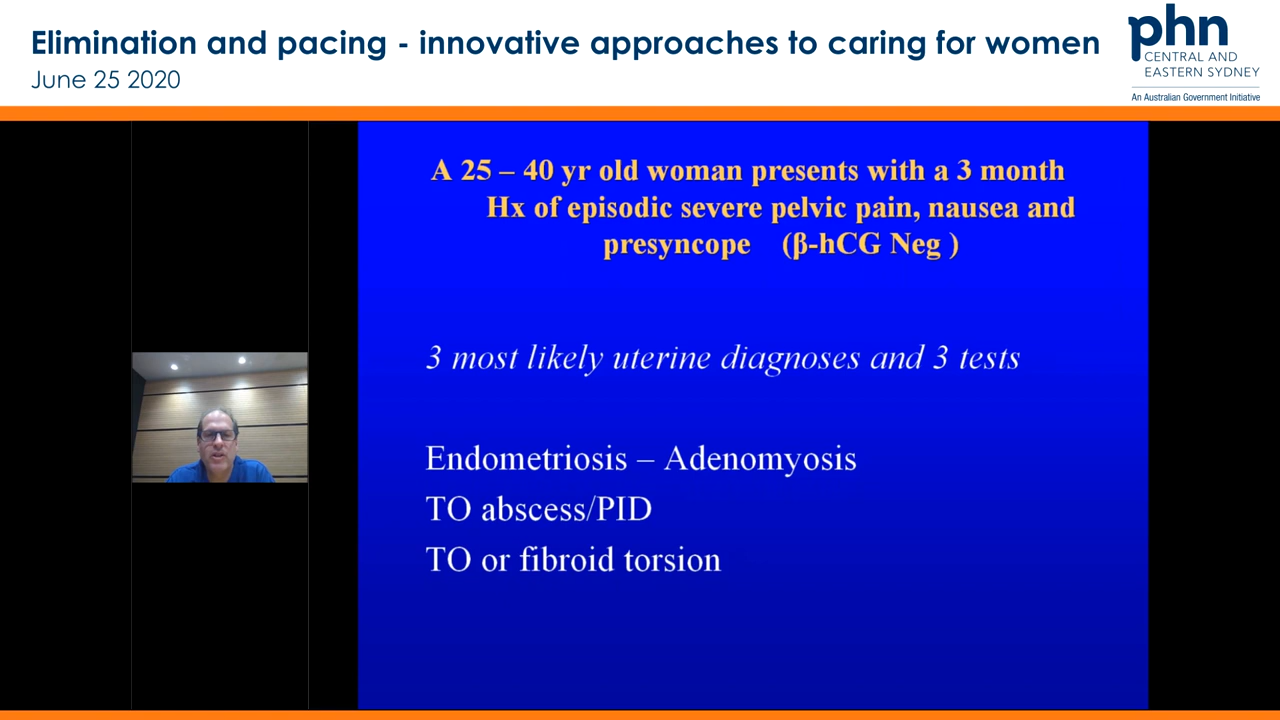 Elimination and pacing - innovative approaches to caring for women
June 25 2020
phn
CENTRAL AND
EASTERN SYDNEY
An Australian Government Initiative
A 25 – 40 yr old woman presents with a 3 month
Hx of episodic severe pelvic pain, nausea and
presyncope (β-hCG Neg )
3 most likely uterine diagnoses and 3 tests
Endometriosis – Adenomyosis
TO abscess/PID
TO or fibroid torsion